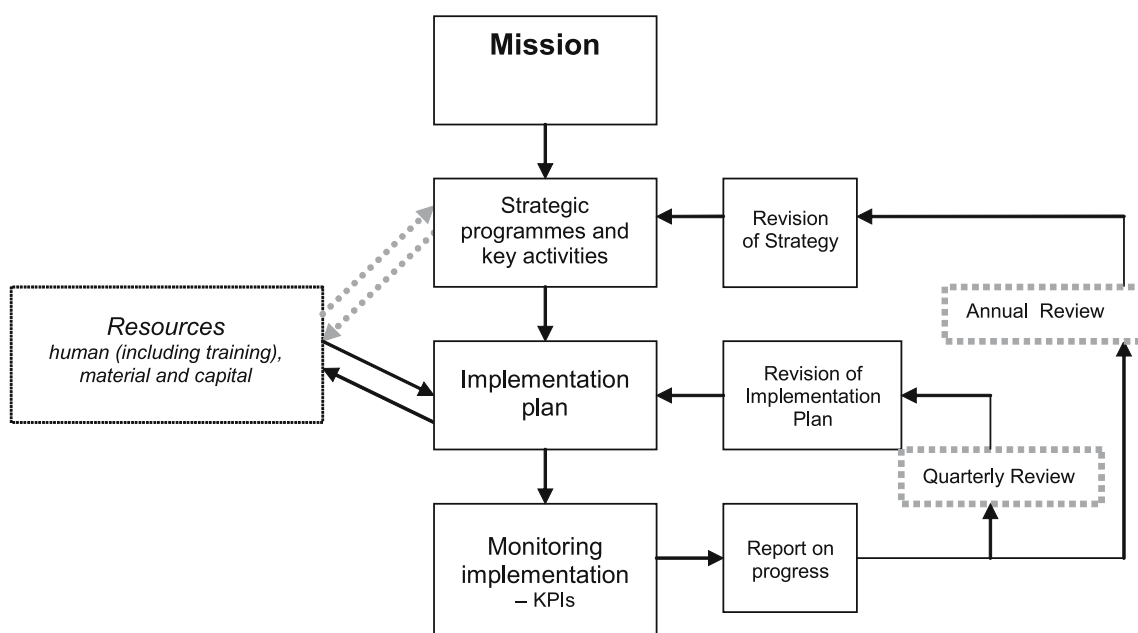 Mission
Strategic
programmes and
key activities
Revision
of Strategy
Annual Review
Resources
human (including training),
material and capital
Implementation
plan
Revision of
Implementation
Plan
Quarterly Review
Monitoring
implementation
– KPIs
Report on
progress